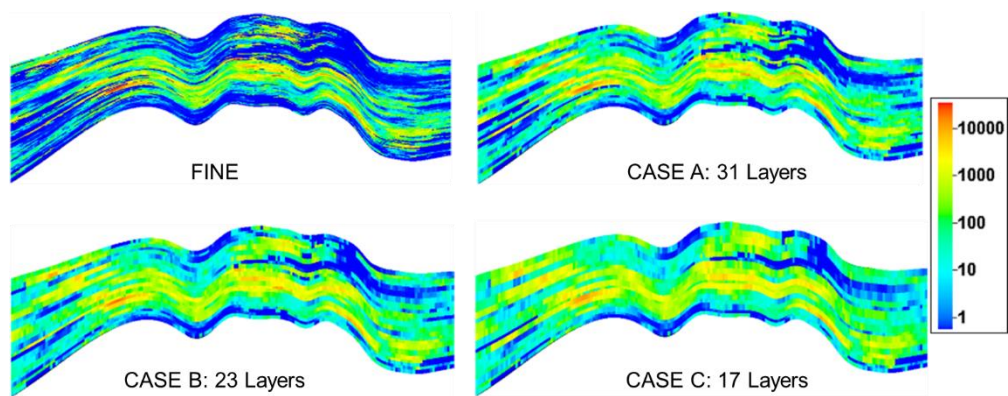 FINE
CASE A: 31 Layers
10000
1000
100
10
1
CASE B: 23 Layers
CASE C: 17 Layers